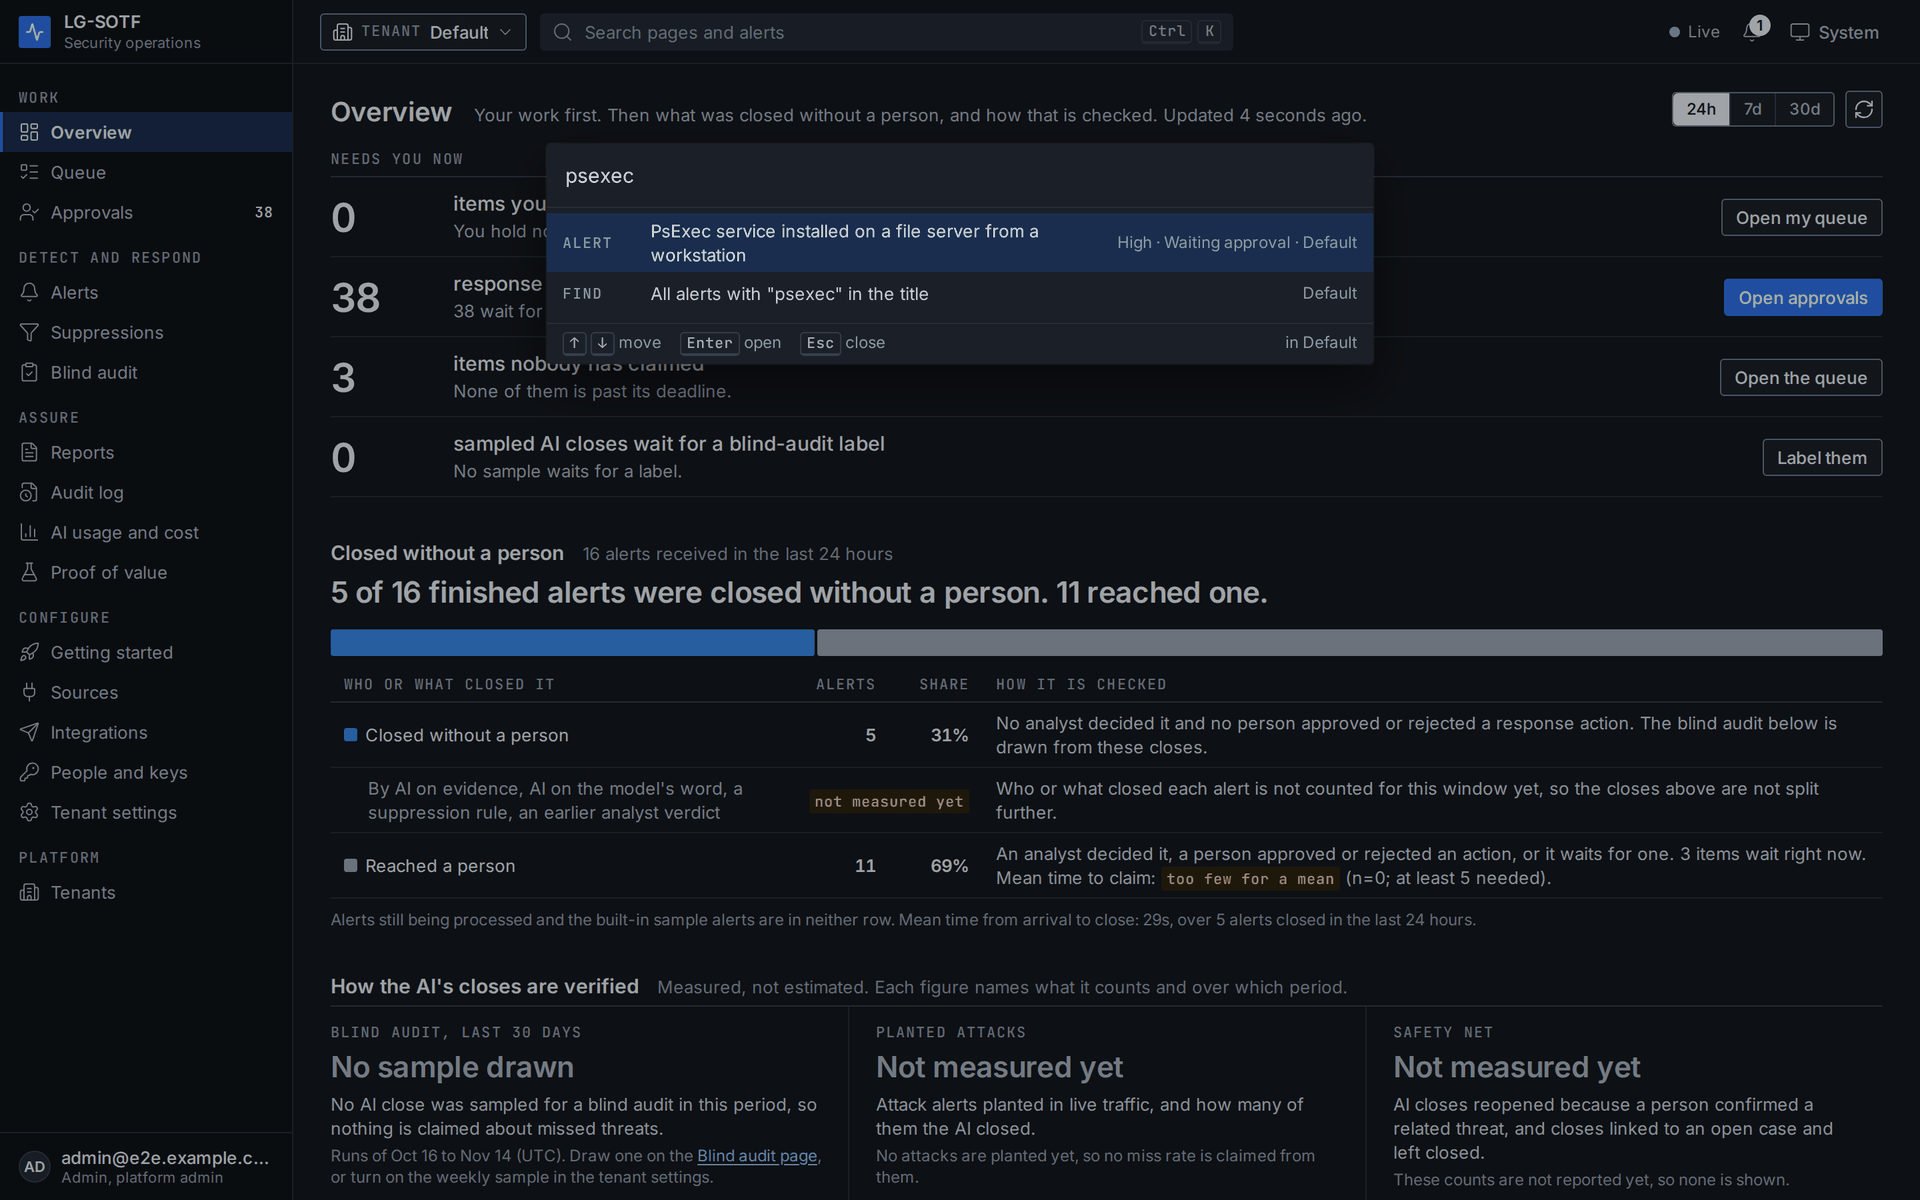 LG-SOTF
Security operations
TENANT Default
Search pages and alerts
Ctrl K
Live
1
System
WORK
Overview
Queue
Approvals 38
DETECT AND RESPOND
Alerts
Suppressions
Blind audit
ASSURE
Reports
Audit log
AI usage and cost
Proof of value
CONFIGURE
Getting started
Sources
Integrations
People and keys
Tenant settings
PLATFORM
Tenants
AD
admin@e2e.example.c...
Admin, platform admin
Overview
Your work first. Then what was closed without a person, and how that is checked. Updated 4 seconds ago.
24h 7d 30d
NEEDS YOU NOW
psexec
ALERT
PsExec service installed on a file server from a
workstation
High · Waiting approval · Default
FIND
All alerts with "psexec" in the title
Default
↑ ↓ move Enter open Esc close
in Default
0
items you
You hold
Open my queue
38
response
38 wait for
Open approvals
3
items nobody has claimed
None of them is past its deadline.
Open the queue
0
sampled AI closes wait for a blind-audit label
No sample waits for a label.
Label them
Closed without a person 16 alerts received in the last 24 hours
5 of 16 finished alerts were closed without a person. 11 reached one.
WHO OR WHAT CLOSED IT ALERTS SHARE HOW IT IS CHECKED
Closed without a person 5 31%
No analyst decided it and no person approved or rejected a response action. The blind audit below is
drawn from these closes.
By AI on evidence, AI on the model's word, a
suppression rule, an earlier analyst verdict
not measured yet
Who or what closed each alert is not counted for this window yet, so the closes above are not split
further.
Reached a person 11 69%
An analyst decided it, a person approved or rejected an action, or it waits for one. 3 items wait right now.
Mean time to claim: too few for a mean (n=0; at least 5 needed).
Alerts still being processed and the built-in sample alerts are in neither row. Mean time from arrival to close: 29s, over 5 alerts closed in the last 24 hours.
How the AI's closes are verified Measured, not estimated. Each figure names what it counts and over which period.
BLIND AUDIT, LAST 30 DAYS
No sample drawn
No AI close was sampled for a blind audit in this period, so
nothing is claimed about missed threats.
Runs of Oct 16 to Nov 14 (UTC). Draw one on the Blind audit page,
or turn on the weekly sample in the tenant settings.
PLANTED ATTACKS
Not measured yet
Attack alerts planted in live traffic, and how many of
them the AI closed.
No attacks are planted yet, so no miss rate is claimed from
them.
SAFETY NET
Not measured yet
AI closes reopened because a person confirmed a
related threat, and closes linked to an open case and
left closed.
These counts are not reported yet, so none is shown.